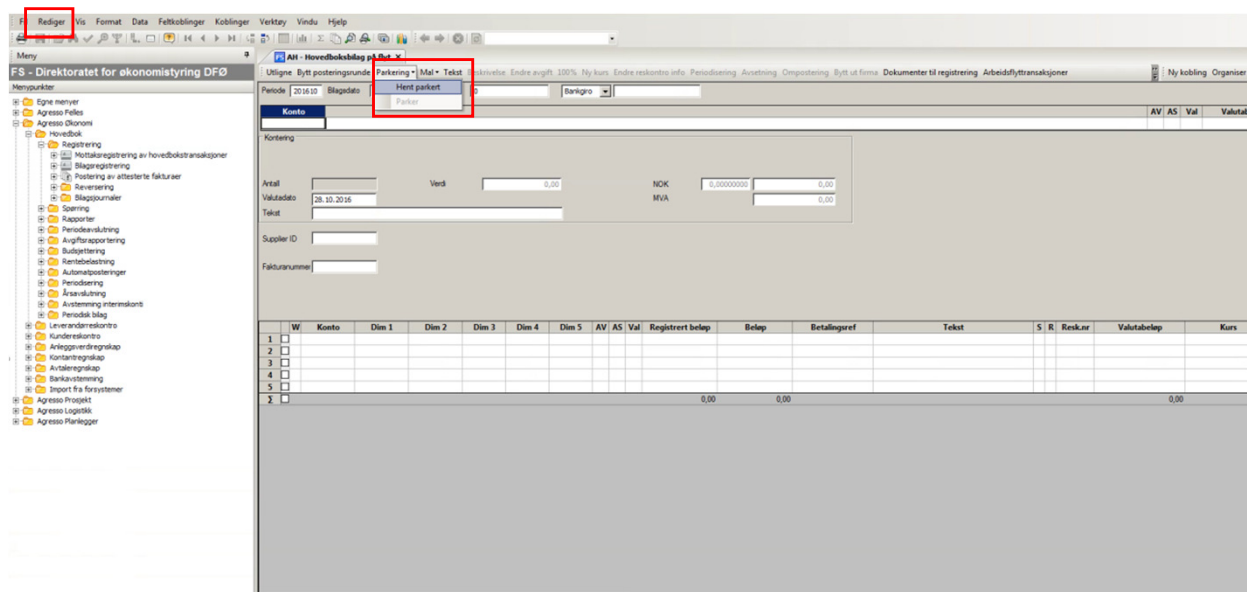 Rediger Vis Format Data Feltkoblinger Koblinger Verktøy Vindu Hjelp
Meny
FS - Direktoratet for økonomistyring DFØ
Menypunkter
Egne menyer
Agresso Felles
Agresso Økonomi
Hovedbok
Registrering
Mottaksregistrering av hovedbokstransaksjoner
Bilagsregistrering
Postering av attesterte fakturaer
Reversering
Bilagsjournaler
Spørring
Rapporter
Periodeavslutning
Avgiftsrapportering
Budsjettering
Rentebelastning
Automatposteringer
Periodisering
Årsavslutning
Avstemming interimskonti
Periodisk bilag
Leverandørreskontro
Kundereskontro
Anleggsverdiregnskap
Kontantregnskap
Avtaleregnskap
Bankavstemming
Import fra forsystemer
Agresso Prosjekt
Agresso Logistikk
Agresso Planlegger
AH - Hovedboksbilag på flyt
Utligne Bytt posteringsrunde Parkering Mal Tekst Beskrivelse Endre avgift 100% Ny kurs Endre reskontro info Periodisering Avsetning Ompostering Bytt ut firma Dokumenter til registrering Arbeidsflyttransaksjoner Ny kobling Organiser
Hent parkert
Parker
Periode 201610 Bilagsdato 0 Bankgiro
Konto AV AS Val Valutab
Kontering
Antall Verdi 0,00 NOK 0,00000000 0,00
Valutadato 28.10.2016 MVA 0,00
Tekst
Supplier ID
Fakturanummer
W Konto Dim 1 Dim 2 Dim 3 Dim 4 Dim 5 AV AS Val Registrert beløp Beløp Betalingsref Tekst S R Resk.nr Valutabeløp Kurs
1
2
3
4
5
Σ 0,00 0,00 0,00